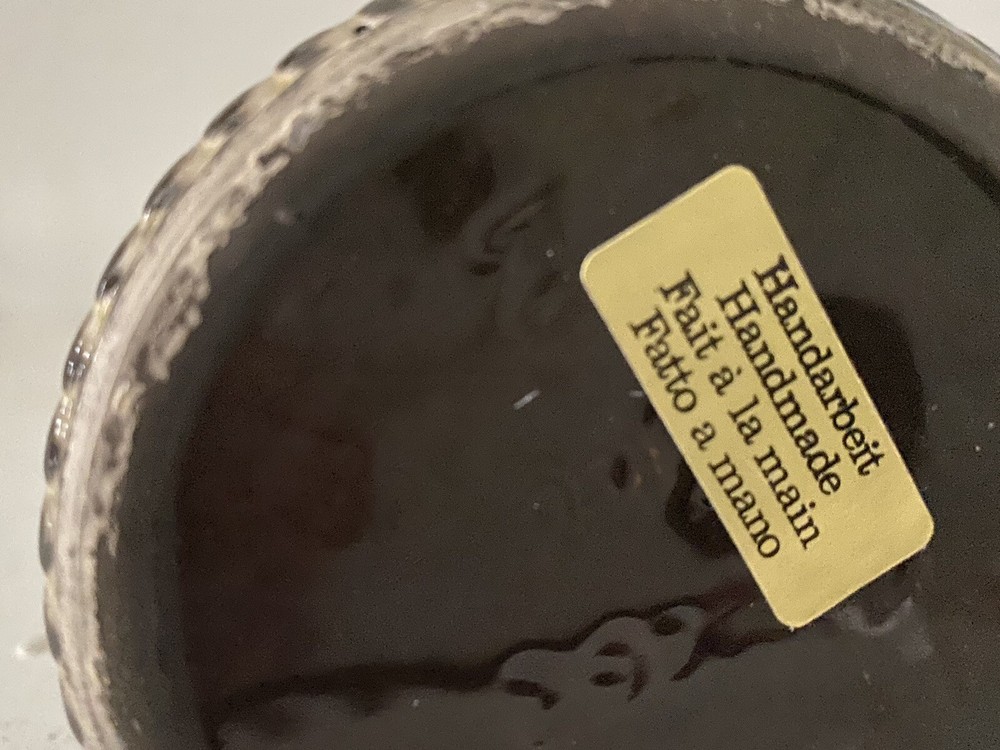 Handarbeit
Handmade
Fait à la main
Fatto a mano